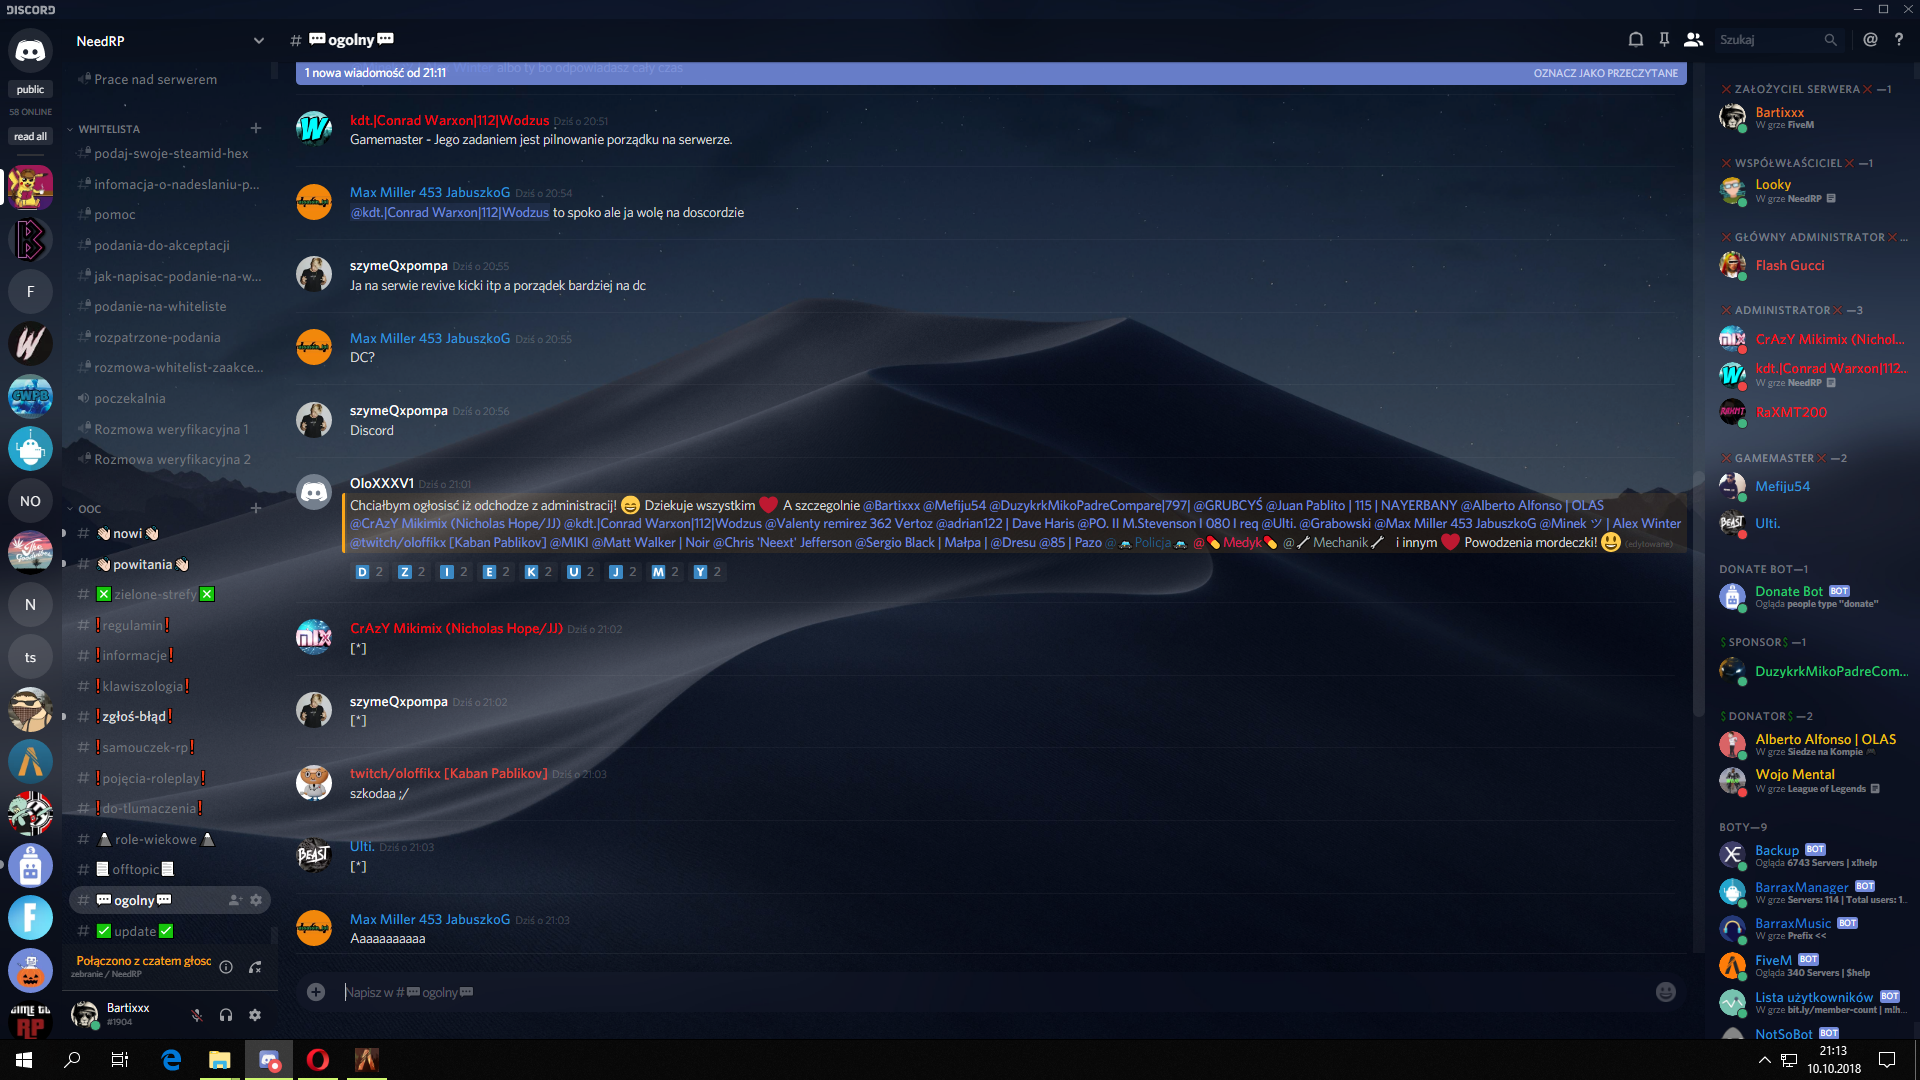 DISCORD
public
58 ONLINE
read all
F
GWPB
NO
N
ts
F
RP
NeedRP
Prace nad serwerem
WHITELISTA
podaj-swoje-steamid-hex
infomacja-o-nadeslaniu-p...
pomoc
podania-do-akceptacji
jak-napisac-podanie-na-w...
podanie-na-whiteliste
rozpatrzone-podania
rozmowa-whitelist-zaakce...
poczekalnia
Rozmowa weryfikacyjna 1
Rozmowa weryfikacyjna 2
OOC
# 👋🏻 nowi 👋🏻
# 👋🏻 powitania 👋🏻
# ❎ zielone-strefy ❎
# ❗regulamin❗
# ❗informacje❗
# ❗klawiszologia❗
# ❗zgłoś-błąd❗
# ❗samouczek-rp❗
# ❗pojęcia-roleplay❗
# ❗do-tlumaczenia❗
# role-wiekowe
# 📃 offtopic 📃
# 💬 ogolny 💬
# ✅ update ✅
Połączono z czatem głosc
zebranie / NeedRP
Bartixxx
#1904
# 💬 ogolny 💬
Szukaj
@ ?
winter albo ty bo odpowiadasz cały czas
1 nowa wiadomość od 21:11
OZNACZ JAKO PRZECZYTANE
kdt.|Conrad Warxon|112|Wodzus Dziś o 20:51
Gamemaster - Jego zadaniem jest pilnowanie porządku na serwerze.
Max Miller 453 JabuszkoG Dziś o 20:54
@kdt.|Conrad Warxon|112|Wodzus to spoko ale ja wolę na doscordzie
szymeQxpompa Dziś o 20:55
Ja na serwie revive kicki itp a porządek bardziej na dc
Max Miller 453 JabuszkoG Dziś o 20:55
DC?
szymeQxpompa Dziś o 20:56
Discord
OloXXXV1 Dziś o 21:01
Chciałbym ogłosisć iż odchodze z administracji! 😄 Dziekuje wszystkim ❤ A szczegolnie @Bartixxx @Mefiju54 @DuzykrkMikoPadreCompare|797| @GRUBCYŚ @Juan Pablito | 115 | NAYERBANY @Alberto Alfonso | OLAS
@CrAzY Mikimix (Nicholas Hope/JJ) @kdt.|Conrad Warxon|112|Wodzus @Valenty remirez 362 Vertoz @adrian122 | Dave Haris @PO. II M.Stevenson I 080 I req @Ulti. @Grabowski @Max Miller 453 JabuszkoG @Minek ツ | Alex Winter
@twitch/oloffikx [Kaban Pablikov] @MIKI @Matt Walker | Noir @Chris 'Neext' Jefferson @Sergio Black | Małpa | @Dresu @85 | Pazo @🚓Policja🚓 @💊Medyk💊 @🔧Mechanik🔧 i innym ❤ Powodzenia mordeczki! 😃 (edytowane)
D 2 Z 2 I 2 E 2 K 2 U 2 J 2 M 2 Y 2
CrAzY Mikimix (Nicholas Hope/JJ) Dziś o 21:02
[*]
szymeQxpompa Dziś o 21:02
[*]
twitch/oloffikx [Kaban Pablikov] Dziś o 21:03
szkodaa ;/
Ulti. Dziś o 21:03
[*]
Max Miller 453 JabuszkoG Dziś o 21:03
Aaaaaaaaaaa
Napisz w # 💬 ogolny 💬
❌ ZAŁOŻYCIEL SERWERA ❌ —1
Bartixxx
W grze FiveM
❌ WSPÓŁWŁAŚCICIEL ❌ —1
Looky
W grze NeedRP
❌ GŁÓWNY ADMINISTRATOR ❌ ...
Flash Gucci
❌ ADMINISTRATOR ❌ —3
CrAzY Mikimix (Nichol...
kdt.|Conrad Warxon|112...
W grze NeedRP
RaXMT200
❌ GAMEMASTER ❌ —2
Mefiju54
Ulti.
DONATE BOT—1
Donate Bot BOT
Ogląda people type "donate"
$ SPONSOR $ —1
DuzykrkMikoPadreCom...
$ DONATOR $ —2
Alberto Alfonso | OLAS
W grze Siedze na Kompie
Wojo Mental
W grze League of Legends
BOTY—9
Backup BOT
Ogląda 6743 Servers | x!help
BarraxManager BOT
W grze Servers: 114 | Total users: 1...
BarraxMusic BOT
W grze Prefix <<
FiveM BOT
Ogląda 340 Servers | $help
Lista użytkowników BOT
W grze bit.ly/member-count | m!h...
NotSoBot BOT
21:13
10.10.2018